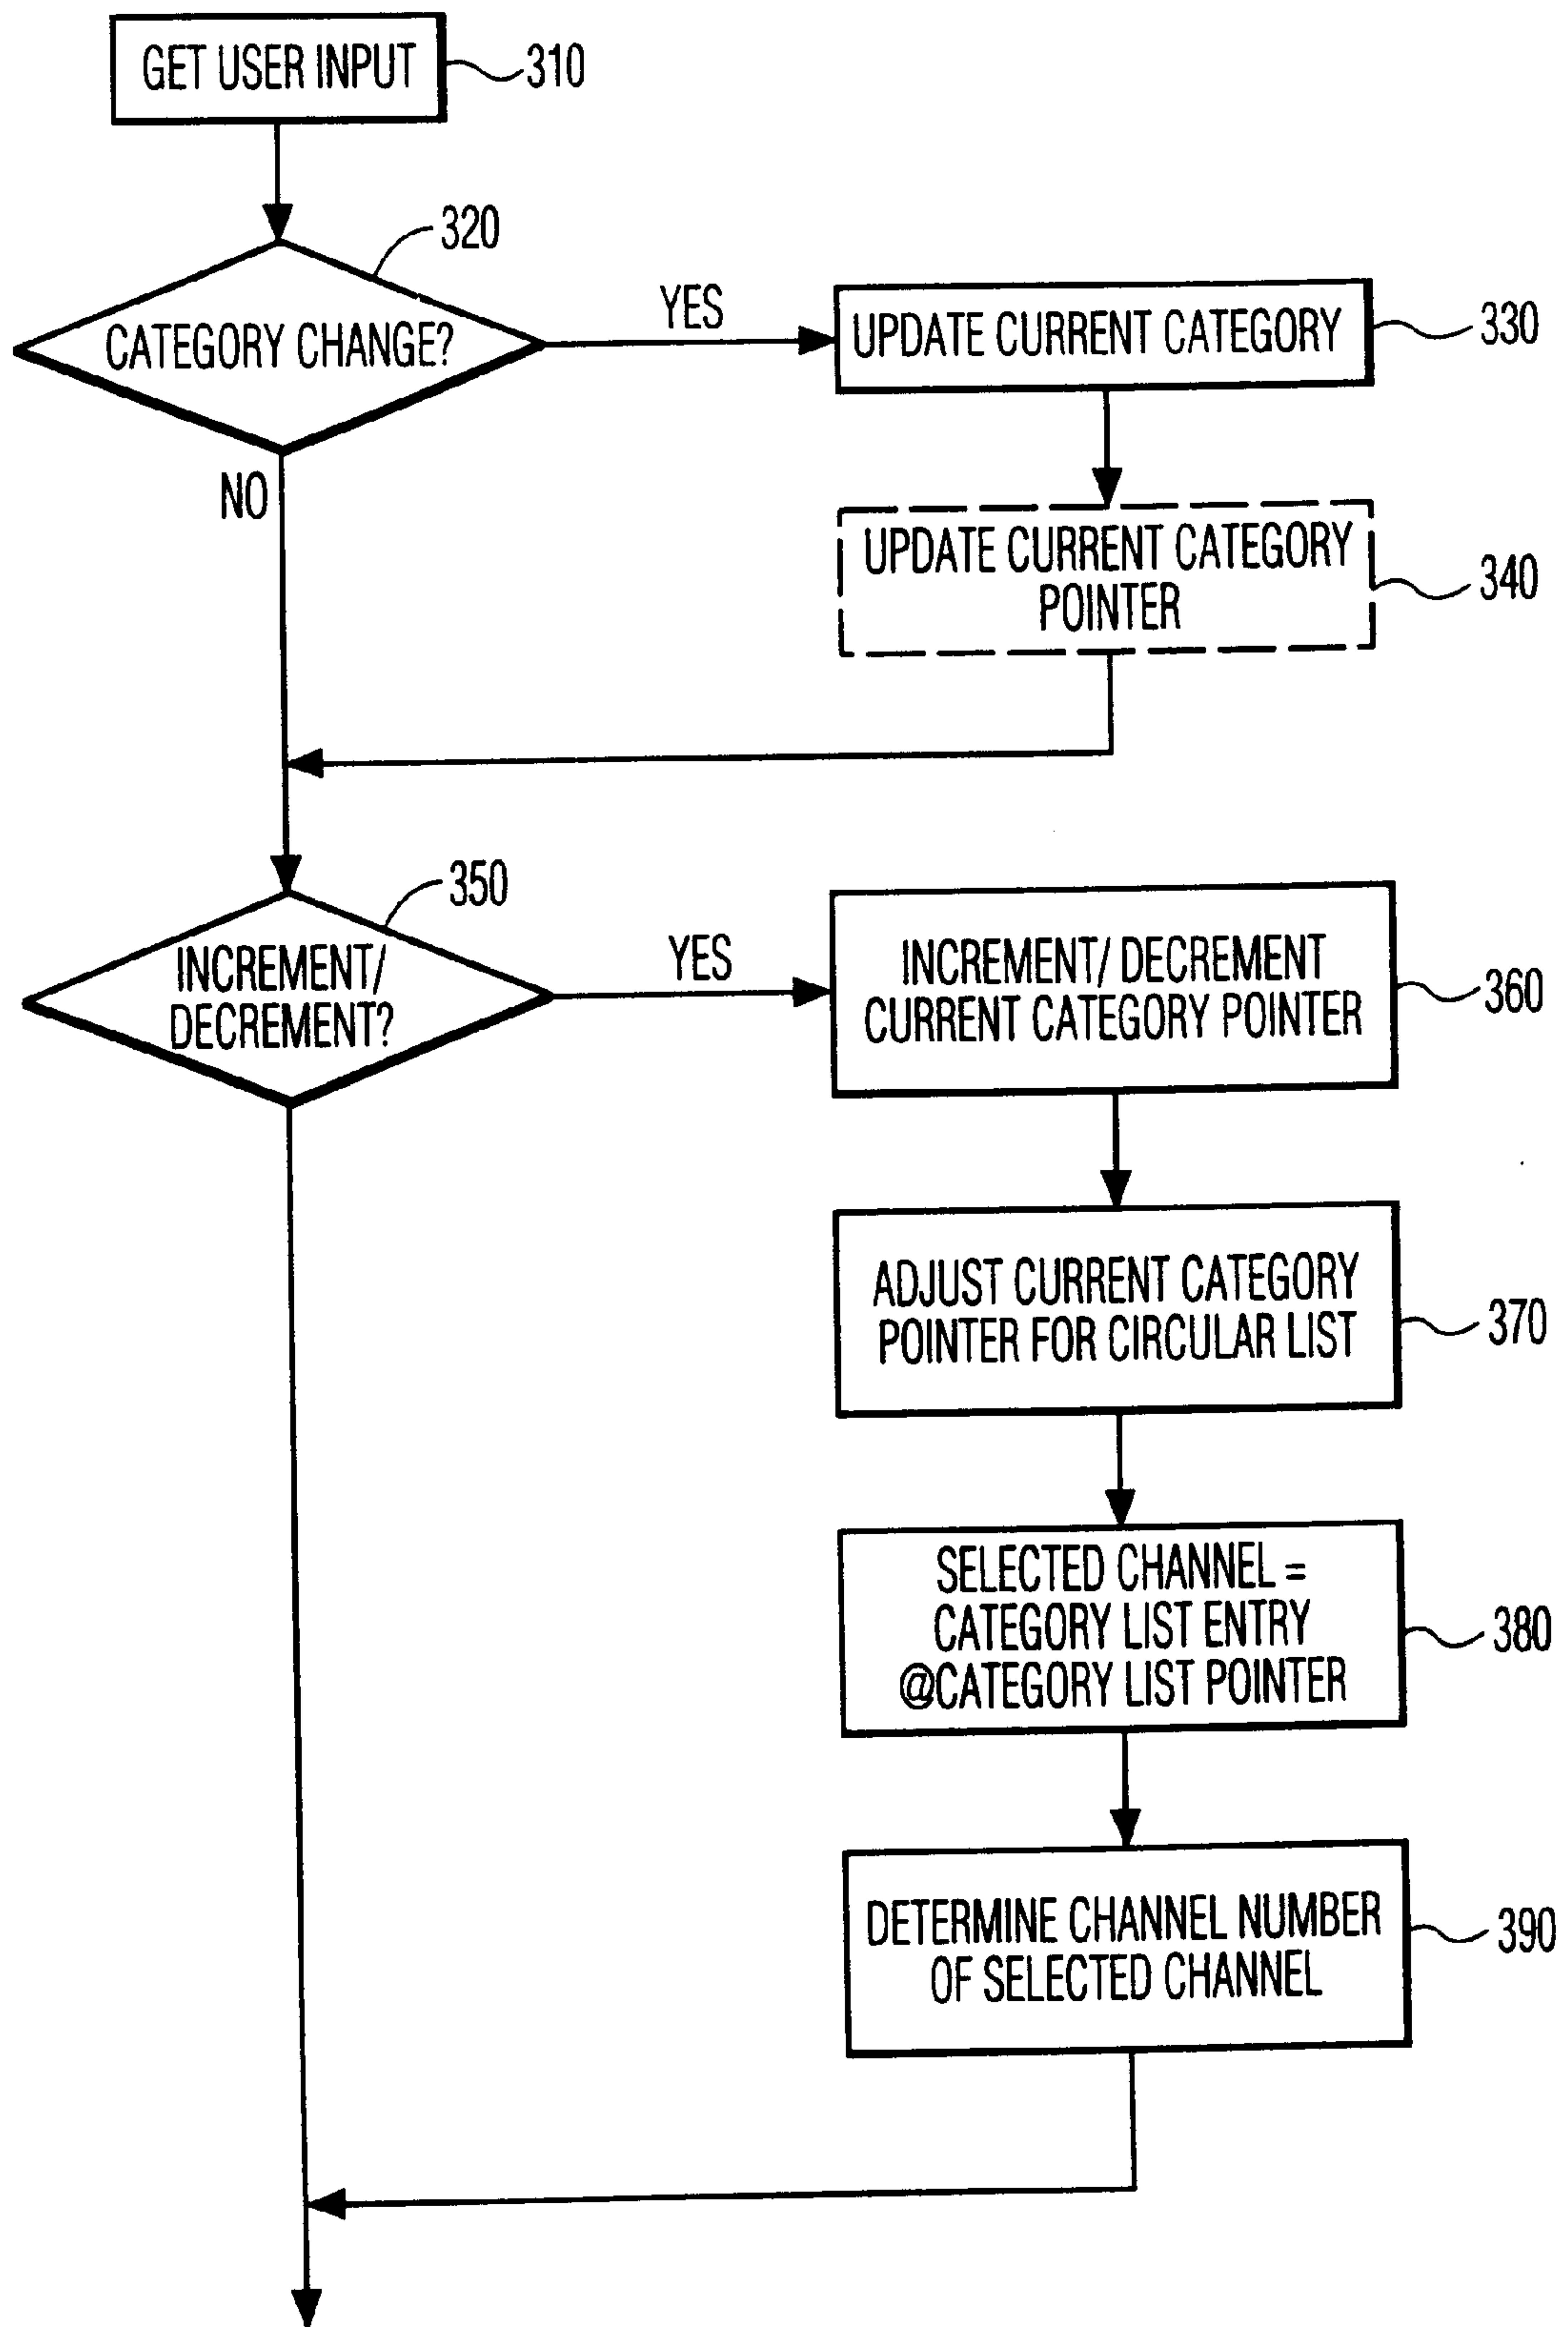 GET USER INPUT
310
320
CATEGORY CHANGE?
YES
UPDATE CURRENT CATEGORY
330
NO
UPDATE CURRENT CATEGORY
POINTER
340
350
INCREMENT/
DECREMENT?
YES
INCREMENT/ DECREMENT
CURRENT CATEGORY POINTER
360
ADJUST CURRENT CATEGORY
POINTER FOR CIRCULAR LIST
370
SELECTED CHANNEL =
CATEGORY LIST ENTRY
@CATEGORY LIST POINTER
380
DETERMINE CHANNEL NUMBER
OF SELECTED CHANNEL
390